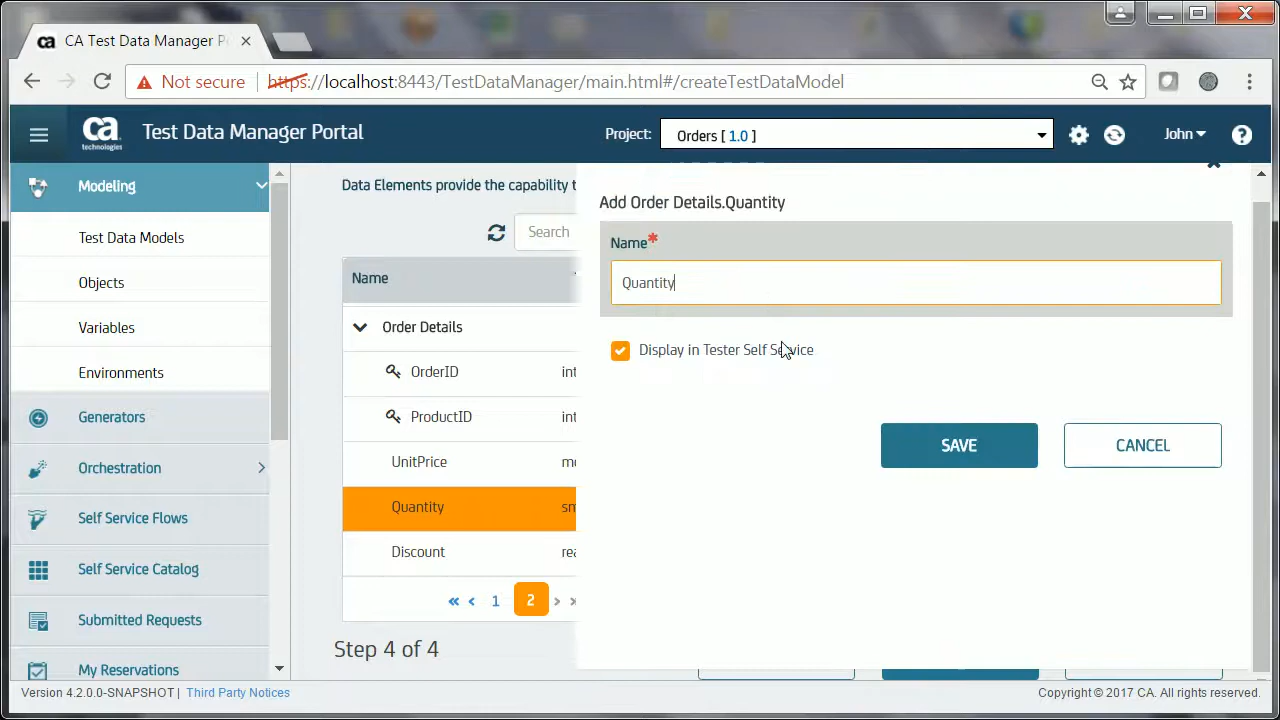 CA Test Data Manager P
Not secure https://localhost:8443/TestDataManager/main.html#/createTestDataModel
ca technologies
Test Data Manager Portal
Project: Orders [ 1.0 ]
John
Modeling
Test Data Models
Objects
Variables
Environments
Generators
Orchestration
Self Service Flows
Self Service Catalog
Submitted Requests
My Reservations
Data Elements provide the capability t
Search
Name
Order Details
OrderID int
ProductID int
UnitPrice
Quantity
Discount
« ‹ 1 2 ›
Step 4 of 4
Add Order Details.Quantity
Name*
Quantity
Display in Tester Self Service
SAVE CANCEL
Version 4.2.0.0-SNAPSHOT | Third Party Notices
Copyright © 2017 CA. All rights reserved.